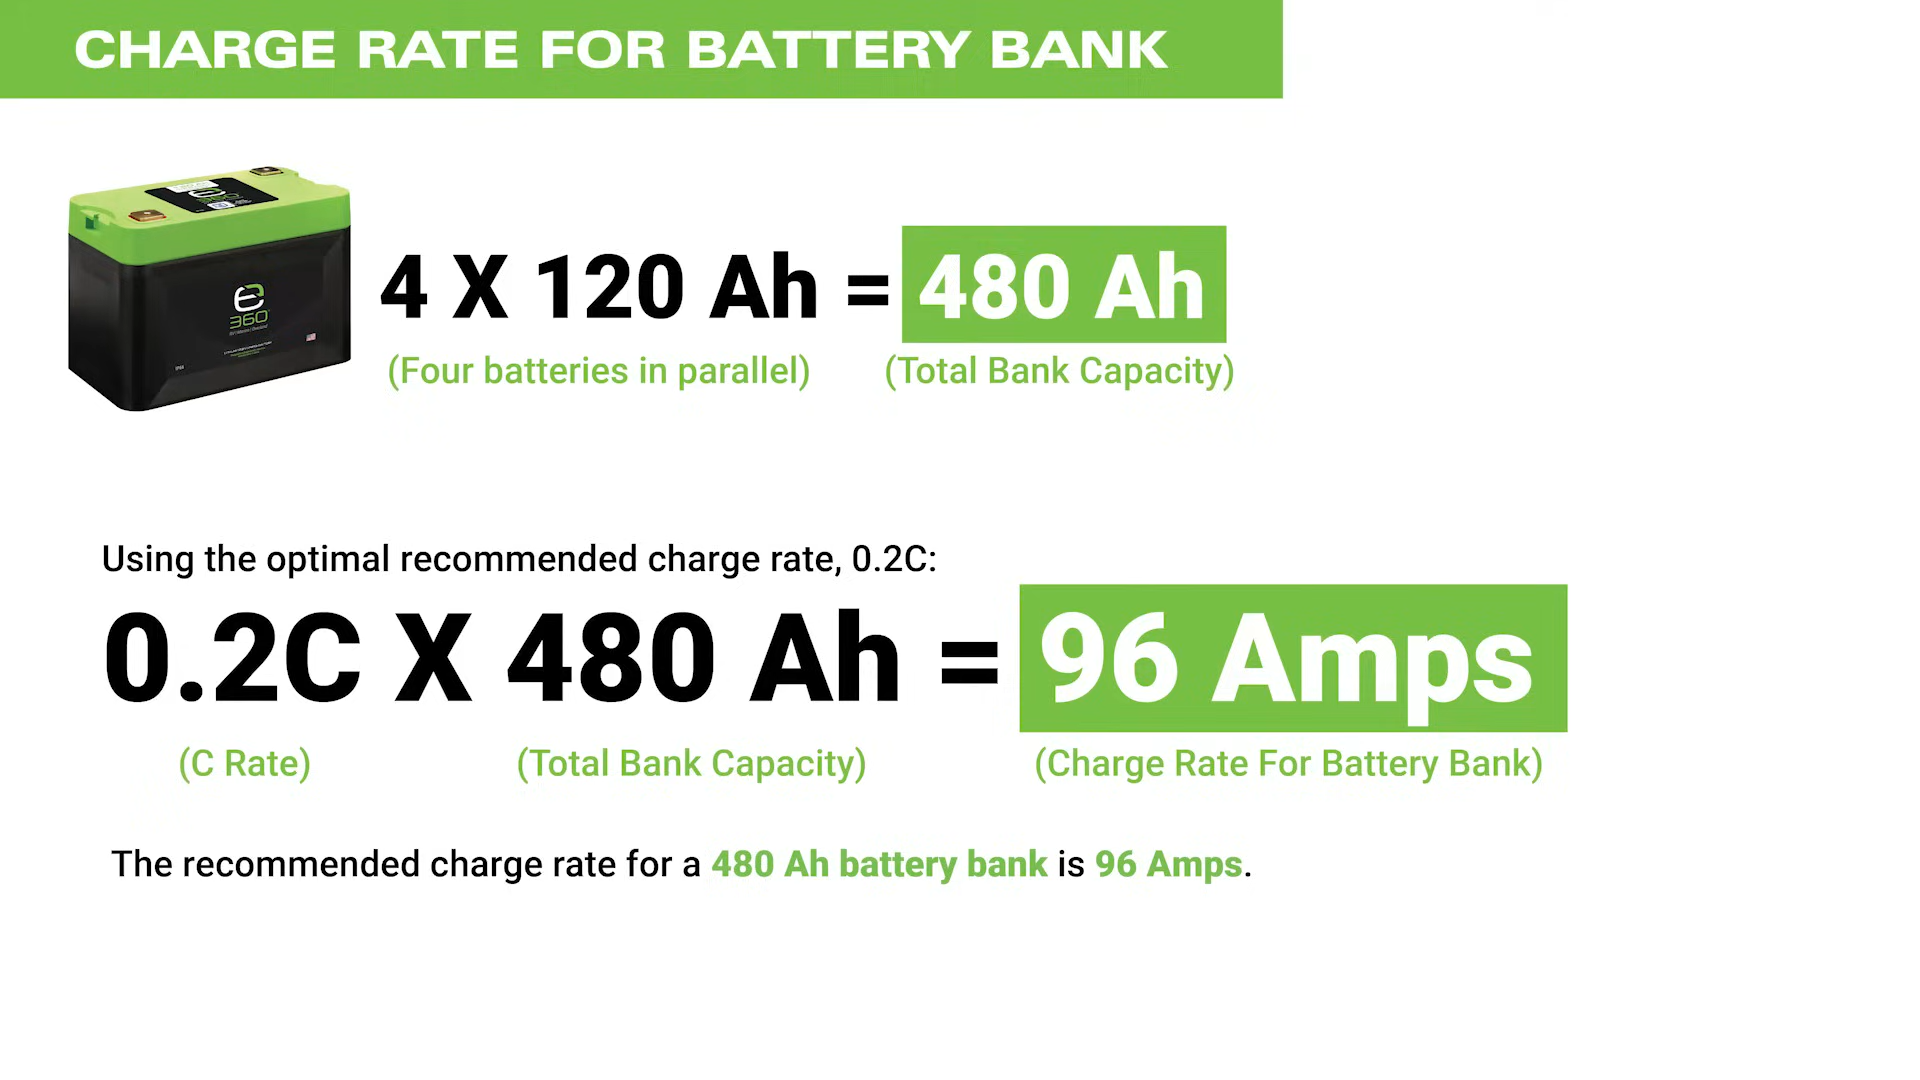 CHARGE RATE FOR BATTERY BANK
e
360
4 X 120 Ah = 480 Ah
(Four batteries in parallel) (Total Bank Capacity)
Using the optimal recommended charge rate, 0.2C:
0.2C X 480 Ah = 96 Amps
(C Rate) (Total Bank Capacity) (Charge Rate For Battery Bank)
The recommended charge rate for a 480 Ah battery bank is 96 Amps.